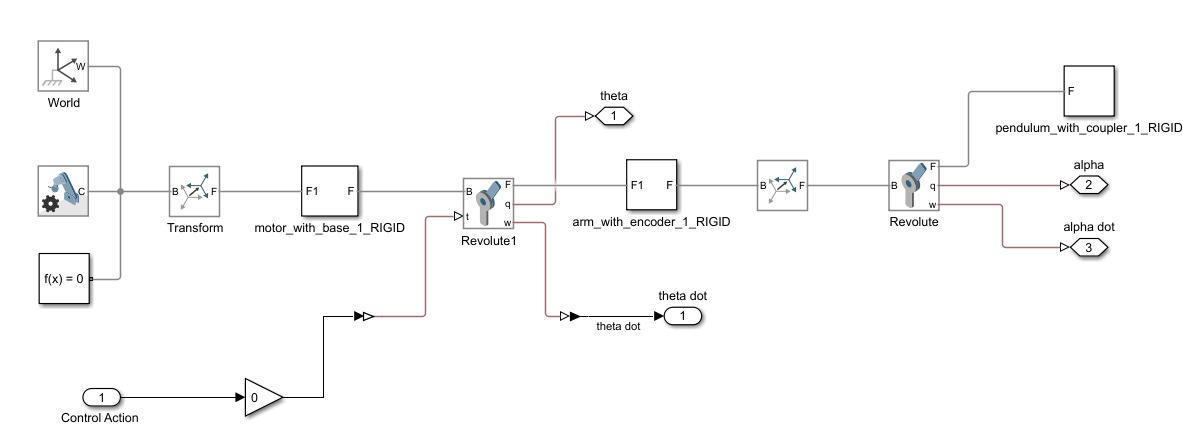 W
World
C
f(x) = 0
B
F
Transform
F1
F
motor_with_base_1_RIGID
B
t
F
q
w
Revolute1
theta
1
F1
F
arm_with_encoder_1_RIGID
B
F
B
F
q
w
Revolute
F
pendulum_with_coupler_1_RIGID
alpha
2
alpha dot
3
theta dot
1
theta dot
1
Control Action
0